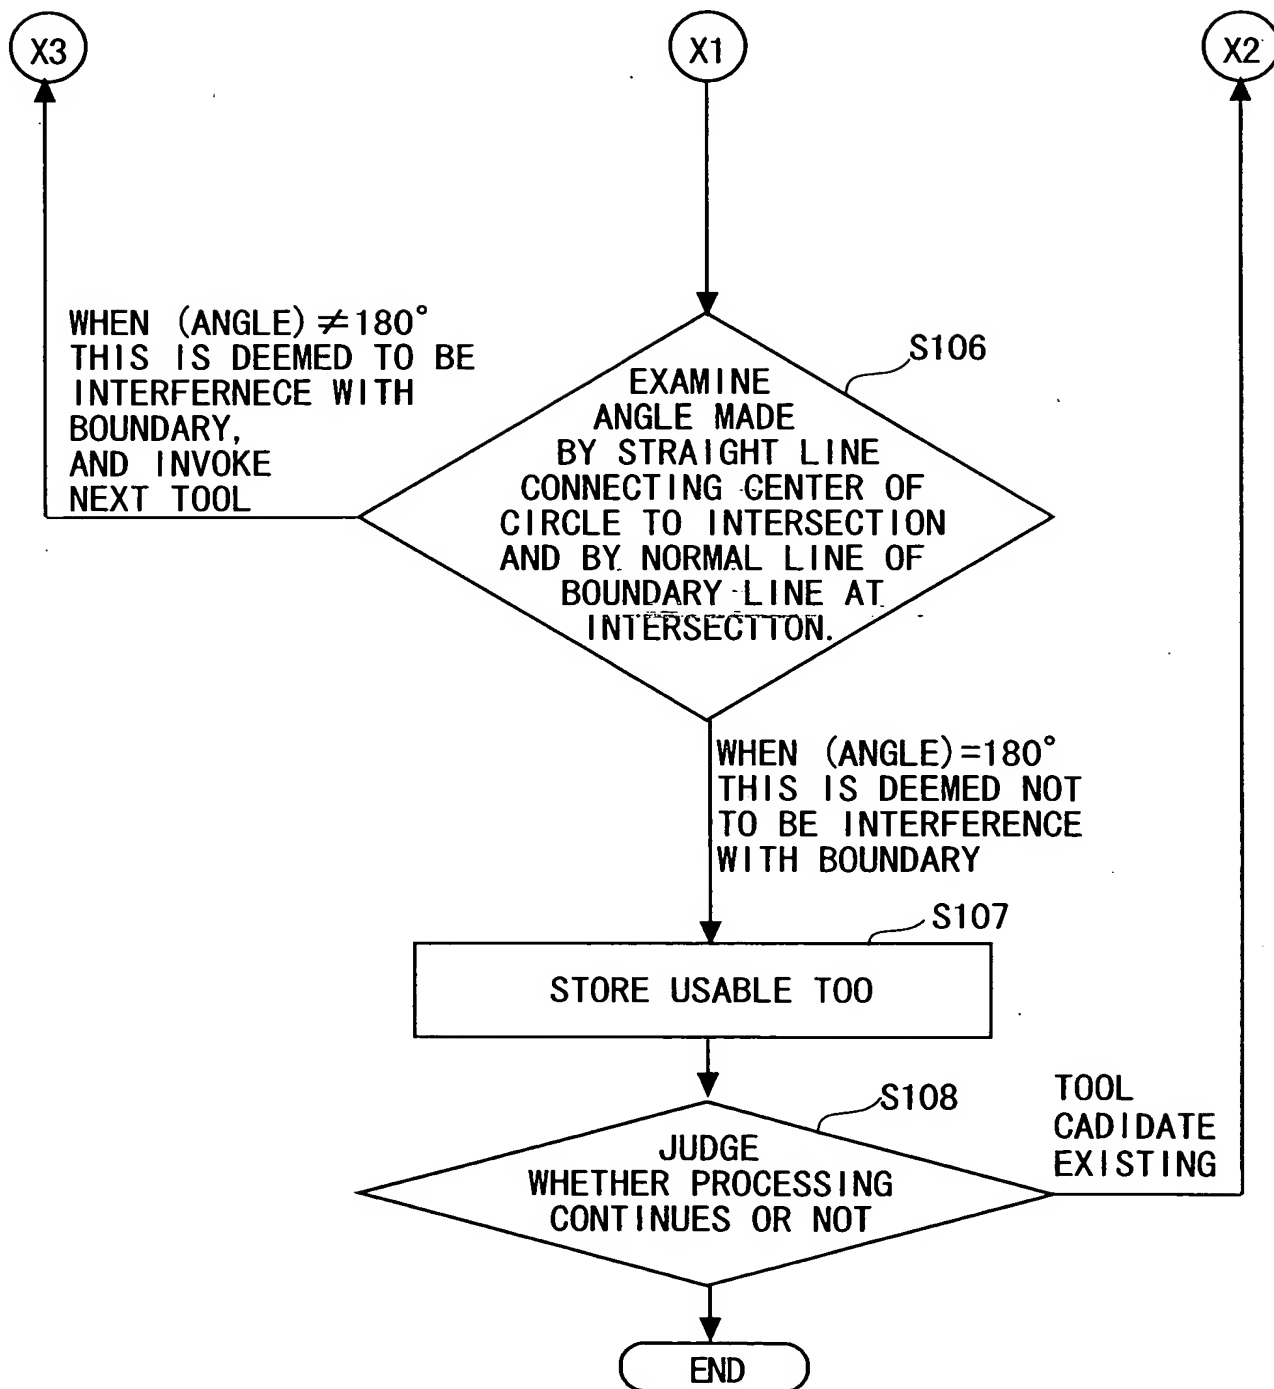 X3
X1
X2
WHEN (ANGLE)≠180°
THIS IS DEEMED TO BE
INTERFERNECE WITH
BOUNDARY,
AND INVOKE
NEXT TOOL
S106
EXAMINE
ANGLE MADE
BY STRAIGHT LINE
CONNECTING CENTER OF
CIRCLE TO INTERSECTION
AND BY NORMAL LINE OF
BOUNDARY LINE AT
INTERSECTION.
WHEN (ANGLE)=180°
THIS IS DEEMED NOT
TO BE INTERFERENCE
WITH BOUNDARY
S107
STORE USABLE TOO
S108
JUDGE
WHETHER PROCESSING
CONTINUES OR NOT
TOOL
CADIDATE
EXISTING
END